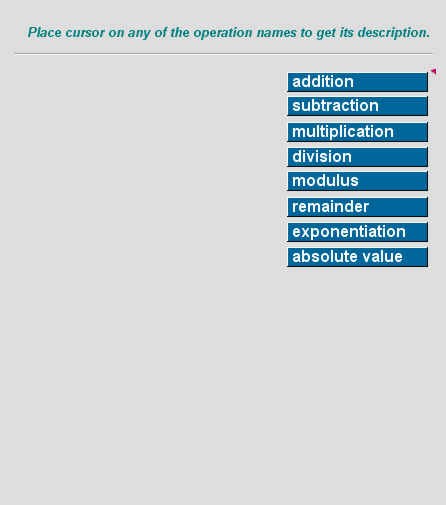 Place cursor on any of the operation names to get its description.
addition
subtraction
multiplication
division
modulus
remainder
exponentiation
absolute value